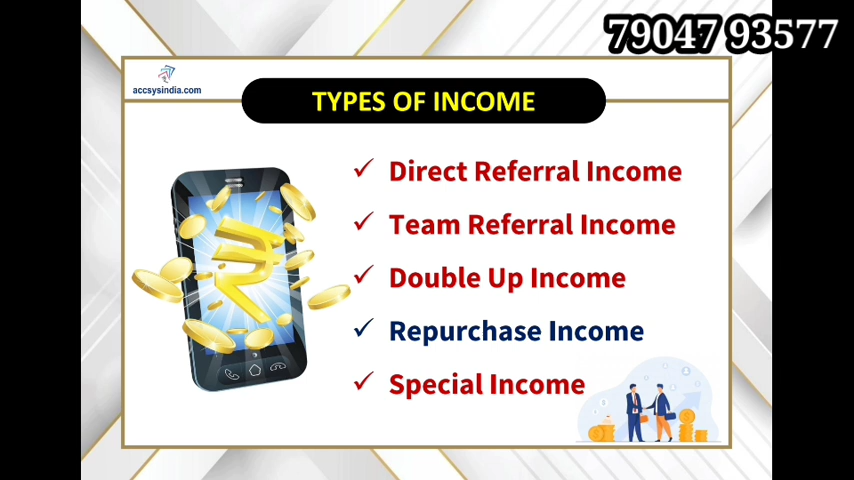 79047 93577
accsysindia.com
TYPES OF INCOME
Direct Referral Income
Team Referral Income
Double Up Income
Repurchase Income
Special Income